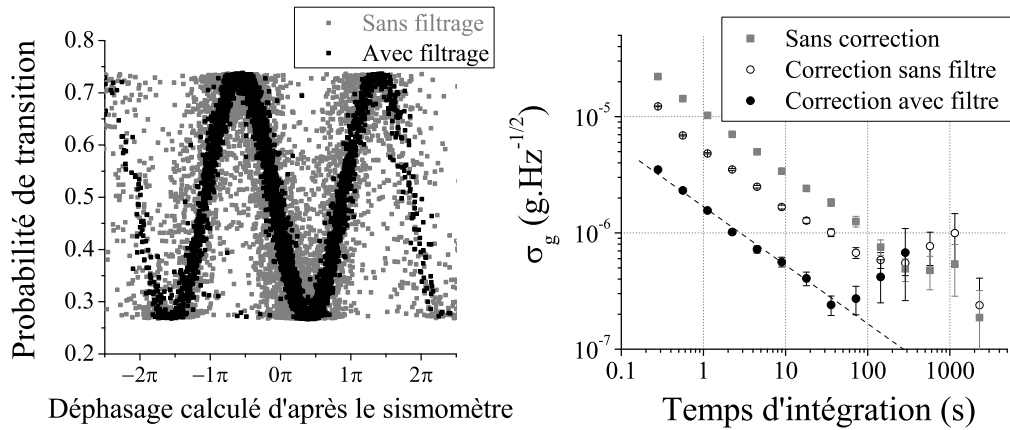 Sans filtrage
Avec filtrage
Probabilité de transition
0.8
0.7
0.6
0.5
0.4
0.3
0.2
−2π −1π 0π 1π 2π
Déphasage calculé d'après le sismomètre
Sans correction
Correction sans filtre
Correction avec filtre
σg (g.Hz-1/2)
10-5
10-6
10-7
0.1 1 10 100 1000
Temps d'intégration (s)